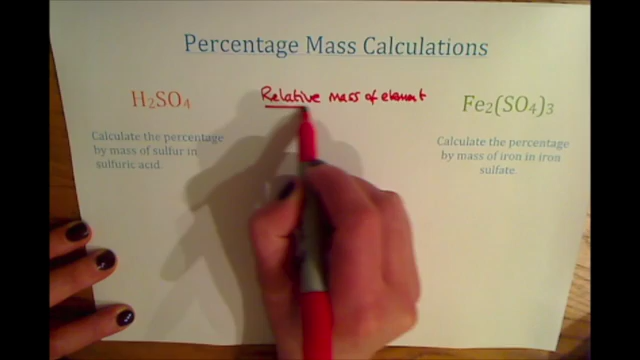 Percentage Mass Calculations
H₂SO₄
Relative mass of element
Fe₂(SO₄)₃
Calculate the percentage
by mass of sulfur in
sulfuric acid.
Calculate the percentage
by mass of iron in iron
sulfate.